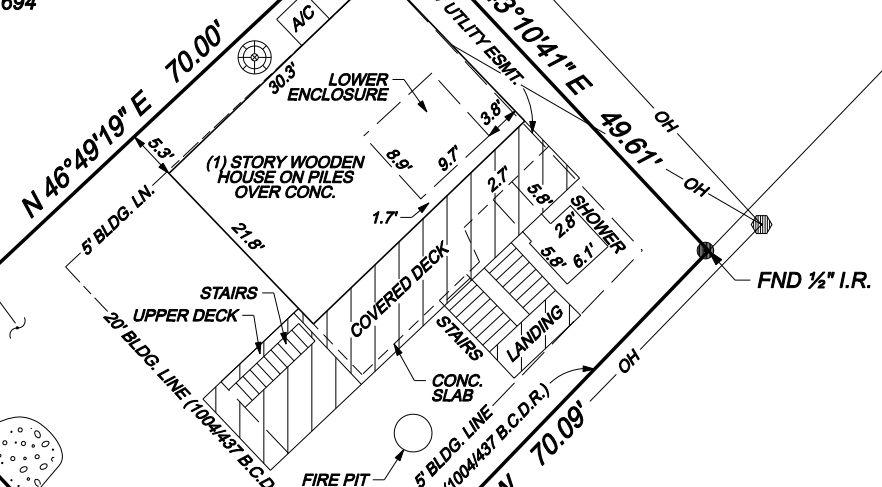 694
A/C
N 46°49'19" E 70.00'
3°10'41" E 49.61'
UTLITY ESMT.
OH
OH
30.3'
LOWER
ENCLOSURE
3.8'
5.3'
(1) STORY WOODEN
HOUSE ON PILES
OVER CONC.
8.9'
9.7'
2.7'
5.8'
2.8'
SHOWER
5.8'
6.1'
1.7'
5' BLDG. LN.
21.8'
COVERED DECK
FND ½" I.R.
STAIRS
UPPER DECK
20' BLDG. LINE (1004/437 B.C.D
STAIRS
LANDING
CONC.
SLAB
OH
5' BLDG. LINE
(1004/437 B.C.D.R.)
FIRE PIT
70.09'